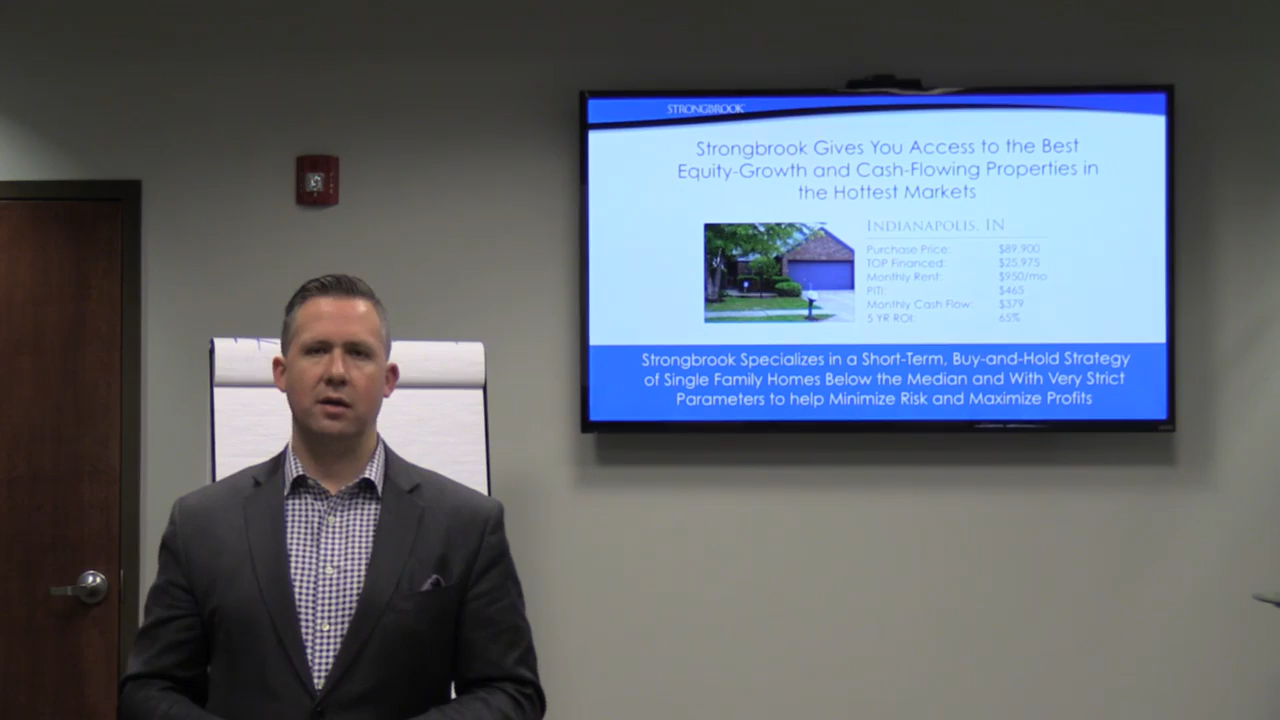 STRONGBROOK
Strongbrook Gives You Access to the Best
Equity-Growth and Cash-Flowing Properties in
the Hottest Markets
INDIANAPOLIS, IN
Purchase Price: $89,900
TOP Financed: $25,975
Monthly Rent: $950/mo
PITI: $465
Monthly Cash Flow: $379
5 YR ROI: 65%
Strongbrook Specializes in a Short-Term, Buy-and-Hold Strategy
of Single Family Homes Below the Median and With Very Strict
Parameters to help Minimize Risk and Maximize Profits